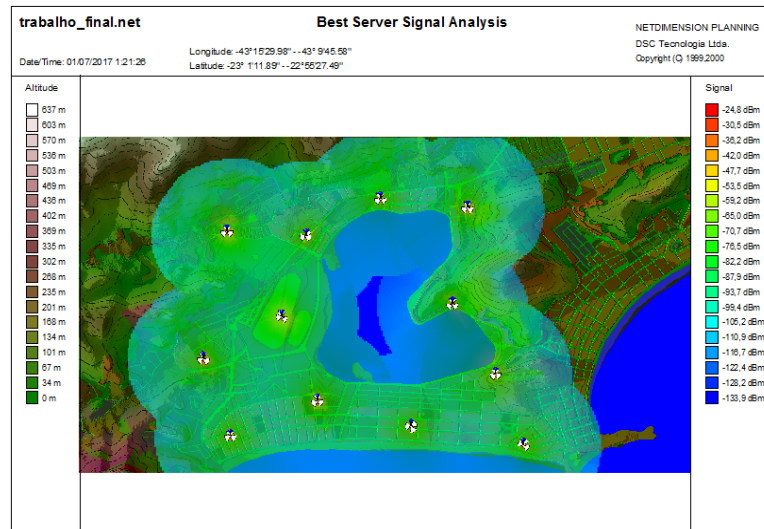 trabalho_final.net
Best Server Signal Analysis
NETDIMENSION PLANNING
DSC Tecnologia Ltda.
Copyright (C) 1999,2000
Date/Time: 01/07/2017 1:21:26
Longitude: -43°15'29.98" - -43° 9'45.58"
Latitude: -23° 1'11.89" - -22°55'27.49"
Altitude
637 m
603 m
570 m
536 m
503 m
469 m
436 m
402 m
369 m
335 m
302 m
268 m
235 m
201 m
168 m
134 m
101 m
67 m
34 m
0 m
Signal
-24,8 dBm
-30,5 dBm
-36,2 dBm
-42,0 dBm
-47,7 dBm
-53,5 dBm
-59,2 dBm
-65,0 dBm
-70,7 dBm
-76,5 dBm
-82,2 dBm
-87,9 dBm
-93,7 dBm
-99,4 dBm
-105,2 dBm
-110,9 dBm
-116,7 dBm
-122,4 dBm
-128,2 dBm
-133,9 dBm